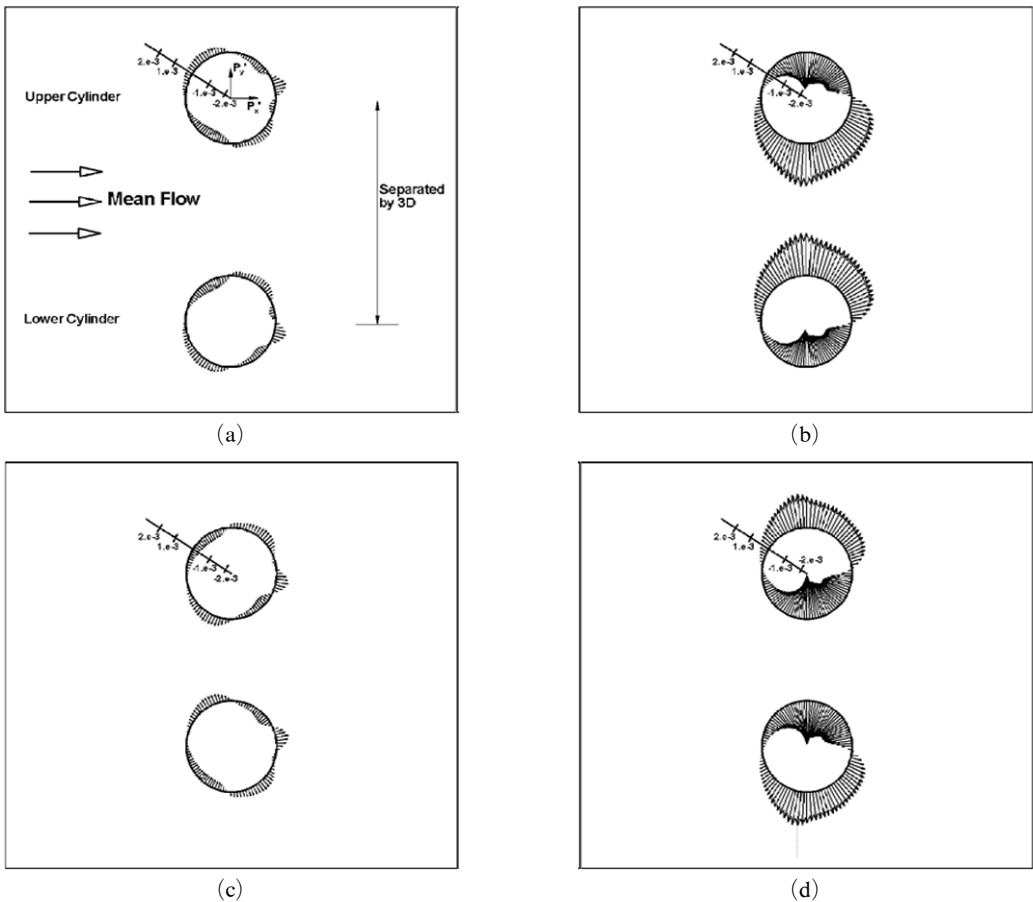 2.e-3
1.e-3
-1.e-3
-2.e-3
Py'
Px'
Upper Cylinder
Mean Flow
Separated
by 3D
Lower Cylinder
(a)
2.e-3
1.e-3
-1.e-3
-2.e-3
(b)
2.e-3
1.e-3
-1.e-3
-2.e-3
(c)
2.e-3
1.e-3
-1.e-3
-2.e-3
(d)